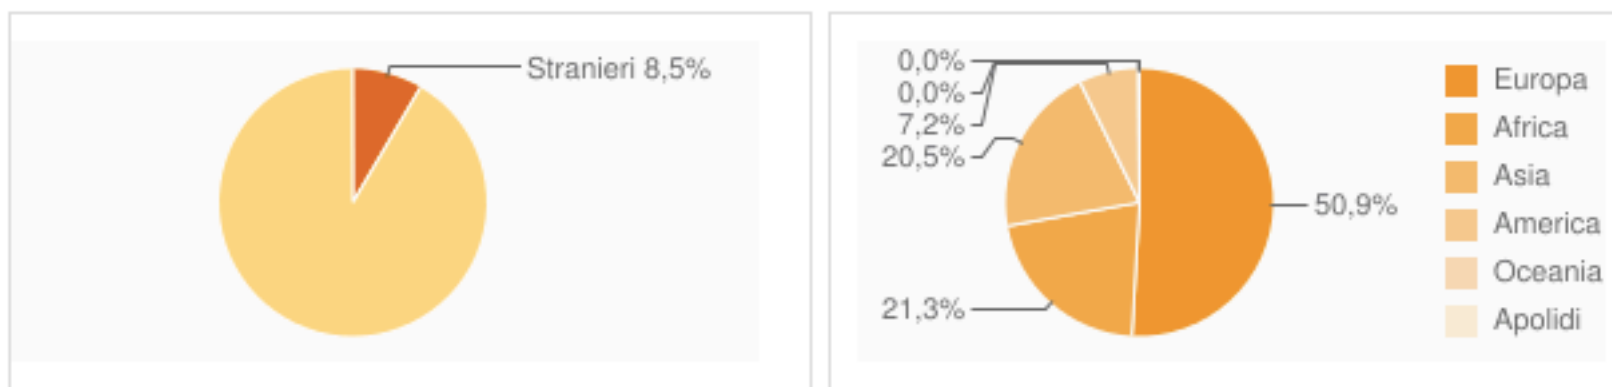 Stranieri 8,5%
0,0%
0,0%
7,2%
20,5%
21,3%
50,9%
Europa
Africa
Asia
America
Oceania
Apolidi